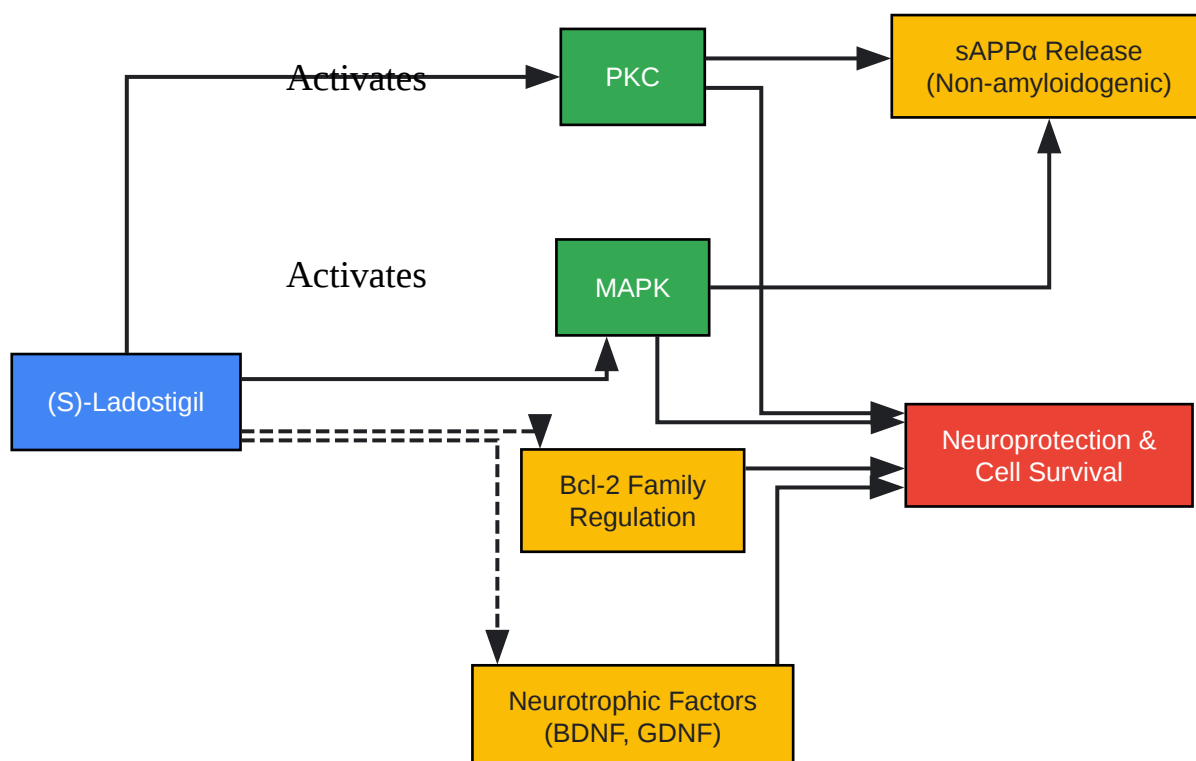 sAPPα Release
(Non-amyloidogenic)
Activates
PKC
Activates
MAPK
(S)-Ladostigil
Neuroprotection &
Cell Survival
Bcl-2 Family
Regulation
Neurotrophic Factors
(BDNF, GDNF)